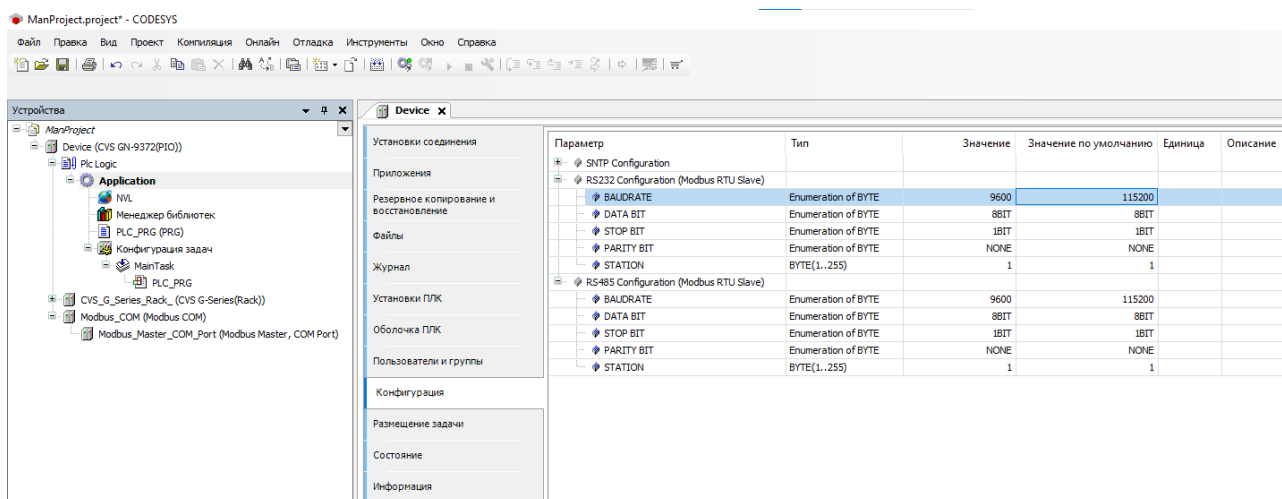 ManProject.project* - CODESYS
Файл Правка Вид Проект Компиляция Онлайн Отладка Инструменты Окно Справка
Устройства
ManProject
Device (CVS GN-9372(PIO))
Plc Logic
Application
NVL
Менеджер библиотек
PLC_PRG (PRG)
Конфигурация задач
MainTask
PLC_PRG
CVS_G_Series_Rack_ (CVS G-Series(Rack))
Modbus_COM (Modbus COM)
Modbus_Master_COM_Port (Modbus Master, COM Port)
Device
Установки соединения
Приложения
Резервное копирование и
восстановление
Файлы
Журнал
Установки ПЛК
Оболочка ПЛК
Пользователи и группы
Конфигурация
Размещение задачи
Состояние
Информация
Параметр Тип Значение Значение по умолчанию Единица Описание
SNTP Configuration
RS232 Configuration (Modbus RTU Slave)
BAUDRATE Enumeration of BYTE 9600 115200
DATA BIT Enumeration of BYTE 8BIT 8BIT
STOP BIT Enumeration of BYTE 1BIT 1BIT
PARITY BIT Enumeration of BYTE NONE NONE
STATION BYTE(1..255) 1 1
RS485 Configuration (Modbus RTU Slave)
BAUDRATE Enumeration of BYTE 9600 115200
DATA BIT Enumeration of BYTE 8BIT 8BIT
STOP BIT Enumeration of BYTE 1BIT 1BIT
PARITY BIT Enumeration of BYTE NONE NONE
STATION BYTE(1..255) 1 1